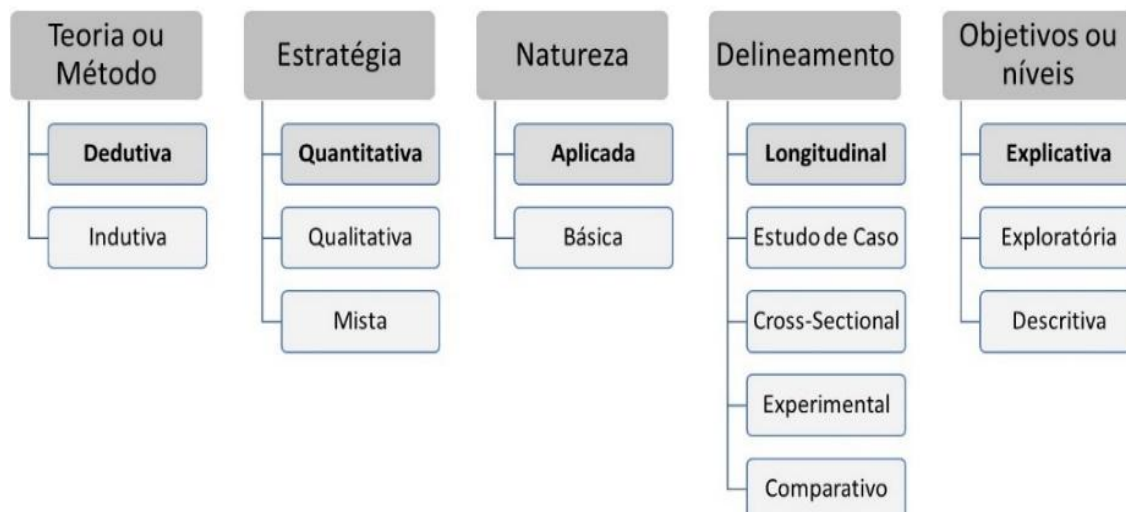 Teoria ou
Método
Dedutiva
Indutiva
Estratégia
Quantitativa
Qualitativa
Mista
Natureza
Aplicada
Básica
Delineamento
Longitudinal
Estudo de Caso
Cross-Sectional
Experimental
Comparativo
Objetivos ou
níveis
Explicativa
Exploratória
Descritiva